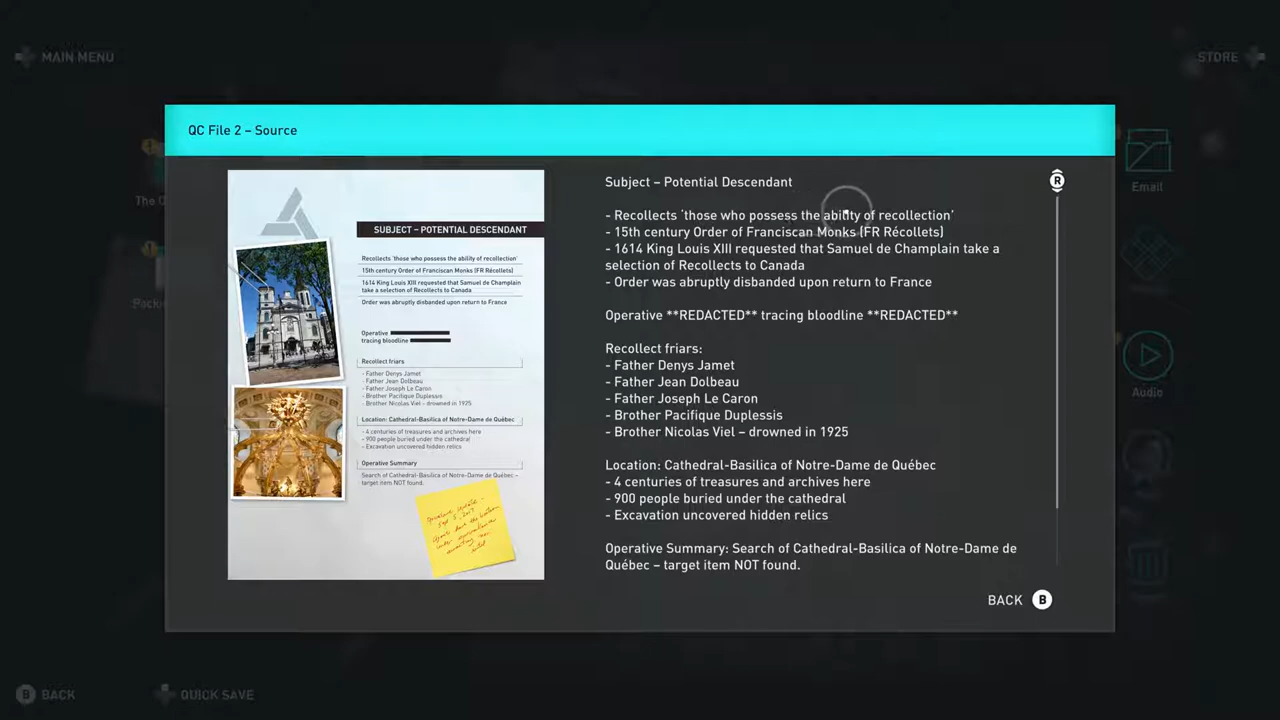 MAIN MENU
STORE
QC File 2 – Source
SUBJECT – POTENTIAL DESCENDANT
Recollects 'those who possess the ability of recollection'
15th century Order of Franciscan Monks (FR Récollets)
1614 King Louis XIII requested that Samuel de Champlain
take a selection of Recollects to Canada
Order was abruptly disbanded upon return to France
Operative
tracing bloodline
Recollect friars
- Father Denys Jamet
- Father Jean Dolbeau
- Father Joseph Le Caron
- Brother Pacifique Duplessis
- Brother Nicolas Viel – drowned in 1925
Location: Cathedral-Basilica of Notre-Dame de Québec
- 4 centuries of treasures and archives here
- 900 people buried under the cathedral
- Excavation uncovered hidden relics
Operative Summary
Search of Cathedral-Basilica of Notre-Dame de Québec –
target item NOT found.
Sep 5, 2017
Subject – Potential Descendant
R
- Recollects 'those who possess the ability of recollection'
- 15th century Order of Franciscan Monks (FR Récollets)
- 1614 King Louis XIII requested that Samuel de Champlain take a
selection of Recollects to Canada
- Order was abruptly disbanded upon return to France
Operative **REDACTED** tracing bloodline **REDACTED**
Recollect friars:
- Father Denys Jamet
- Father Jean Dolbeau
- Father Joseph Le Caron
- Brother Pacifique Duplessis
- Brother Nicolas Viel – drowned in 1925
Location: Cathedral-Basilica of Notre-Dame de Québec
- 4 centuries of treasures and archives here
- 900 people buried under the cathedral
- Excavation uncovered hidden relics
Operative Summary: Search of Cathedral-Basilica of Notre-Dame de
Québec – target item NOT found.
BACK B
Email
Audio
B BACK
QUICK SAVE